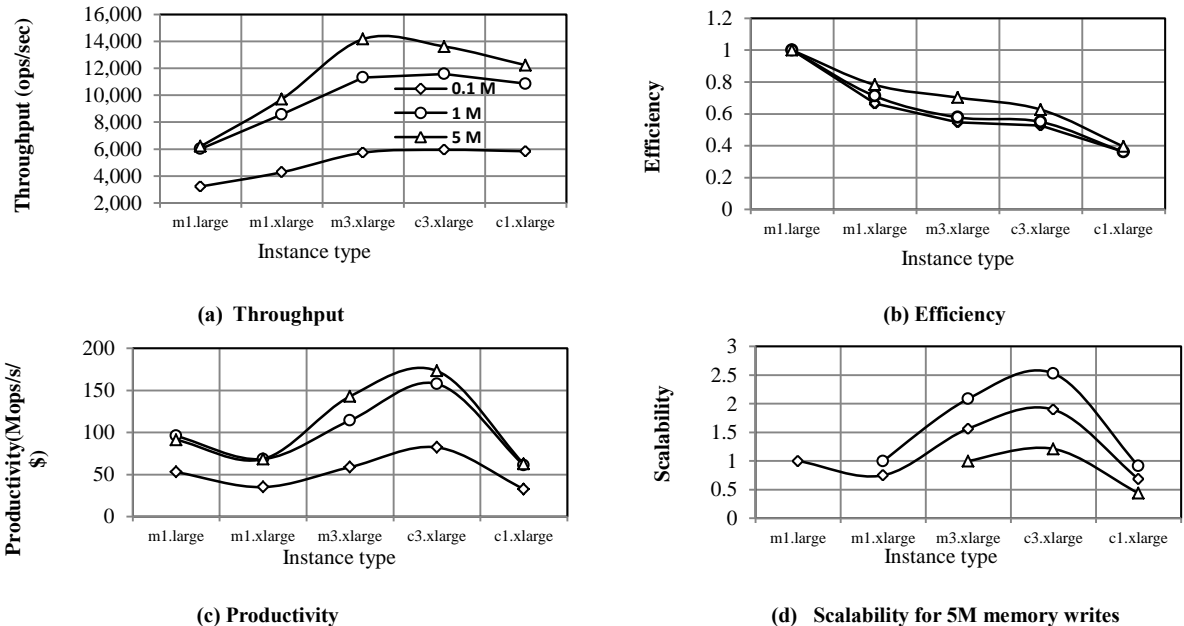 16,000
14,000
12,000
10,000
8,000
6,000
4,000
2,000
Throughput (ops/sec)
0.1 M
1 M
5 M
m1.large m1.xlarge m3.xlarge c3.xlarge c1.xlarge
Instance type
(a) Throughput
1.2
1
0.8
0.6
0.4
0.2
0
Efficiency
m1.large m1.xlarge m3.xlarge c3.xlarge c1.xlarge
Instance type
(b) Efficiency
200
150
100
50
0
Productivity(Mops/s/
$)
m1.large m1.xlarge m3.xlarge c3.xlarge c1.xlarge
Instance type
(c) Productivity
3
2.5
2
1.5
1
0.5
0
Scalability
m1.large m1.xlarge m3.xlarge c3.xlarge c1.xlarge
Instance type
(d) Scalability for 5M memory writes